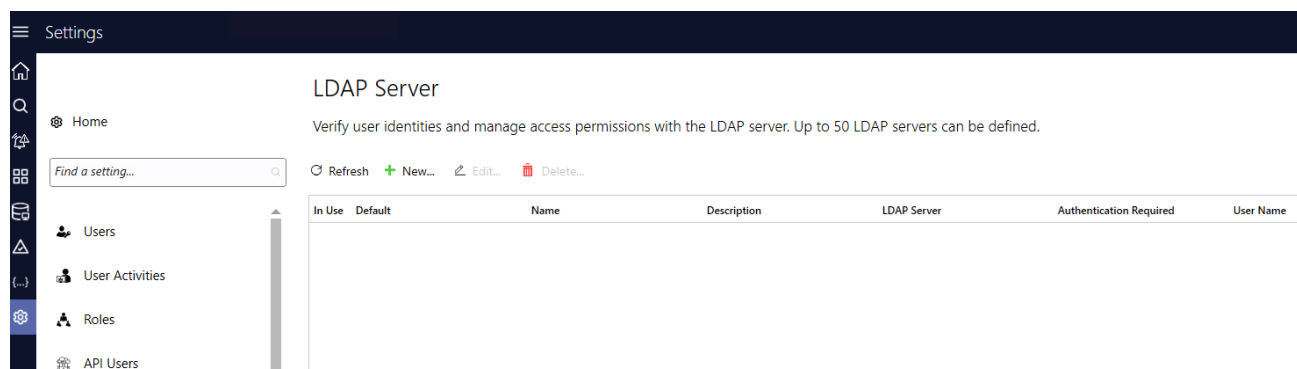 Settings
LDAP Server
Home
Verify user identities and manage access permissions with the LDAP server. Up to 50 LDAP servers can be defined.
Find a setting...
Refresh New... Edit... Delete...
In Use Default Name Description LDAP Server Authentication Required User Name
Users
User Activities
Roles
{...}
API Users